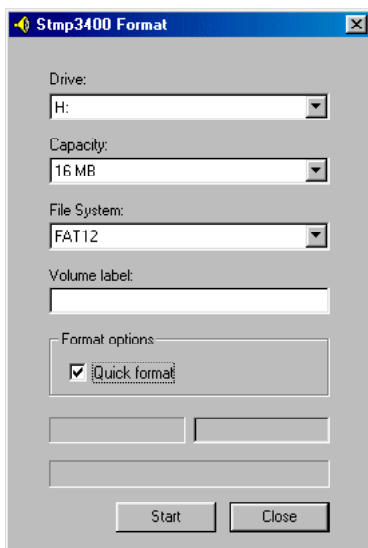 Stmp3400 Format
Drive:
H:
Capacity:
16 MB
File System:
FAT12
Volume label:
Format options
Quick format
Start
Close